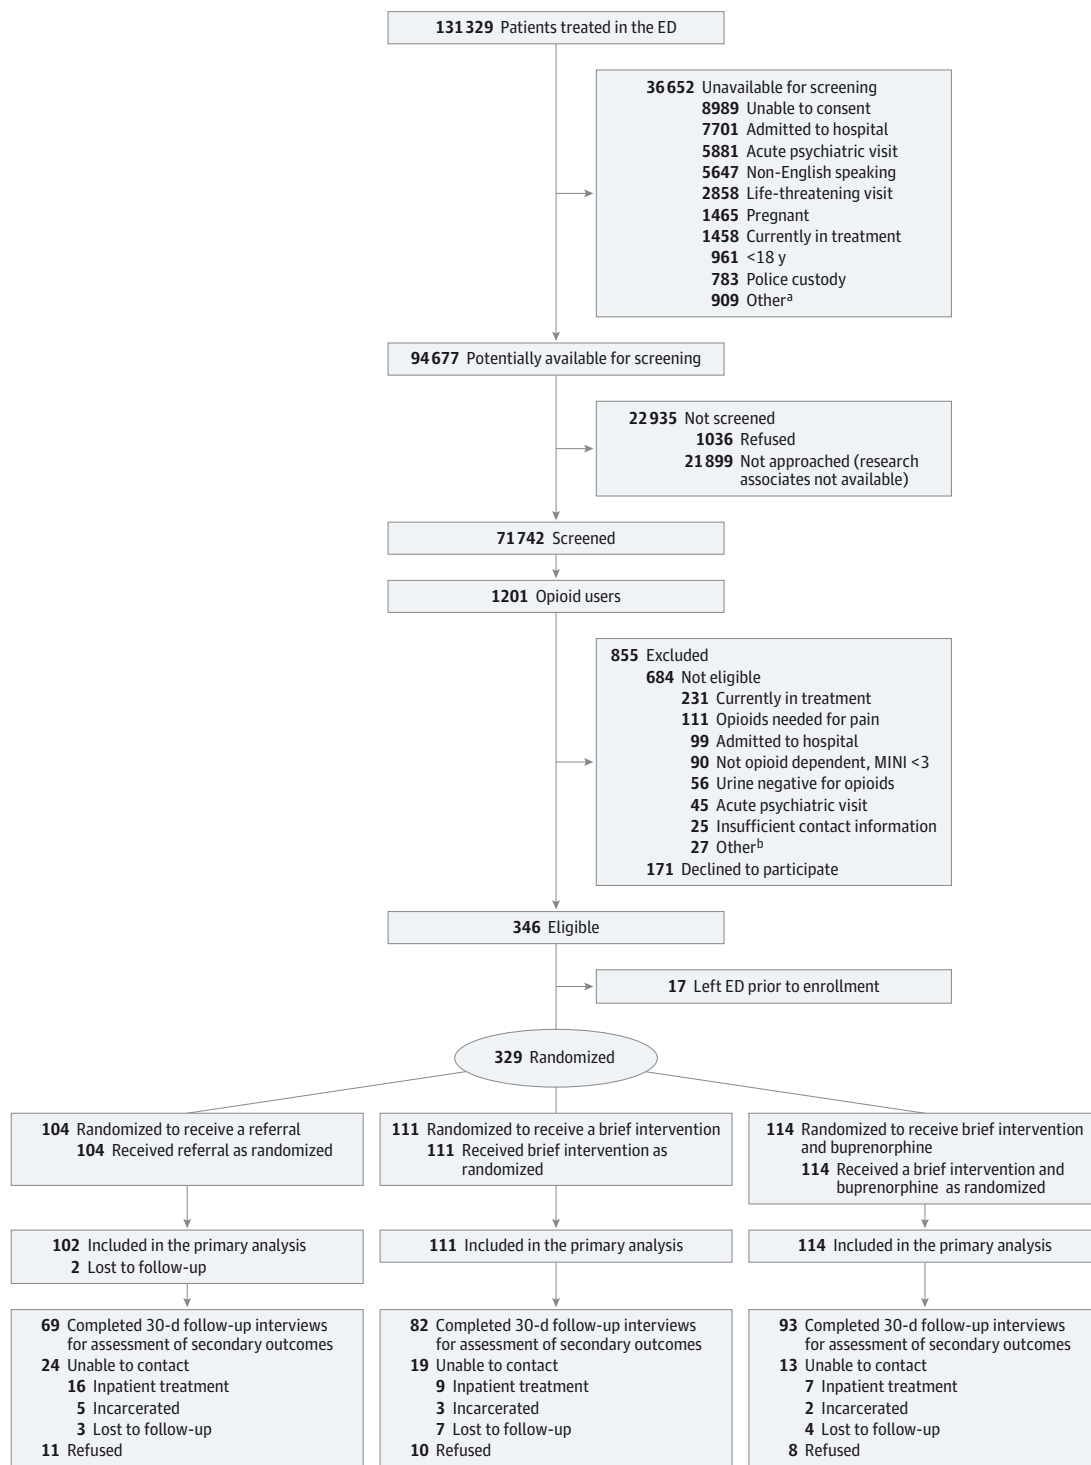 131 329 Patients treated in the ED
36 652 Unavailable for screening
8989 Unable to consent
7701 Admitted to hospital
5881 Acute psychiatric visit
5647 Non-English speaking
2858 Life-threatening visit
1465 Pregnant
1458 Currently in treatment
961 <18 y
783 Police custody
909 Otherᵃ
94 677 Potentially available for screening
22 935 Not screened
1036 Refused
21 899 Not approached (research
associates not available)
71 742 Screened
1201 Opioid users
855 Excluded
684 Not eligible
231 Currently in treatment
111 Opioids needed for pain
99 Admitted to hospital
90 Not opioid dependent, MINI <3
56 Urine negative for opioids
45 Acute psychiatric visit
25 Insufficient contact information
27 Otherᵇ
171 Declined to participate
346 Eligible
17 Left ED prior to enrollment
329 Randomized
104 Randomized to receive a referral
104 Received referral as randomized
111 Randomized to receive a brief intervention
111 Received brief intervention as
randomized
114 Randomized to receive brief intervention
and buprenorphine
114 Received a brief intervention and
buprenorphine as randomized
102 Included in the primary analysis
2 Lost to follow-up
111 Included in the primary analysis
114 Included in the primary analysis
69 Completed 30-d follow-up interviews
for assessment of secondary outcomes
24 Unable to contact
16 Inpatient treatment
5 Incarcerated
3 Lost to follow-up
11 Refused
82 Completed 30-d follow-up interviews
for assessment of secondary outcomes
19 Unable to contact
9 Inpatient treatment
3 Incarcerated
7 Lost to follow-up
10 Refused
93 Completed 30-d follow-up interviews
for assessment of secondary outcomes
13 Unable to contact
7 Inpatient treatment
2 Incarcerated
4 Lost to follow-up
8 Refused